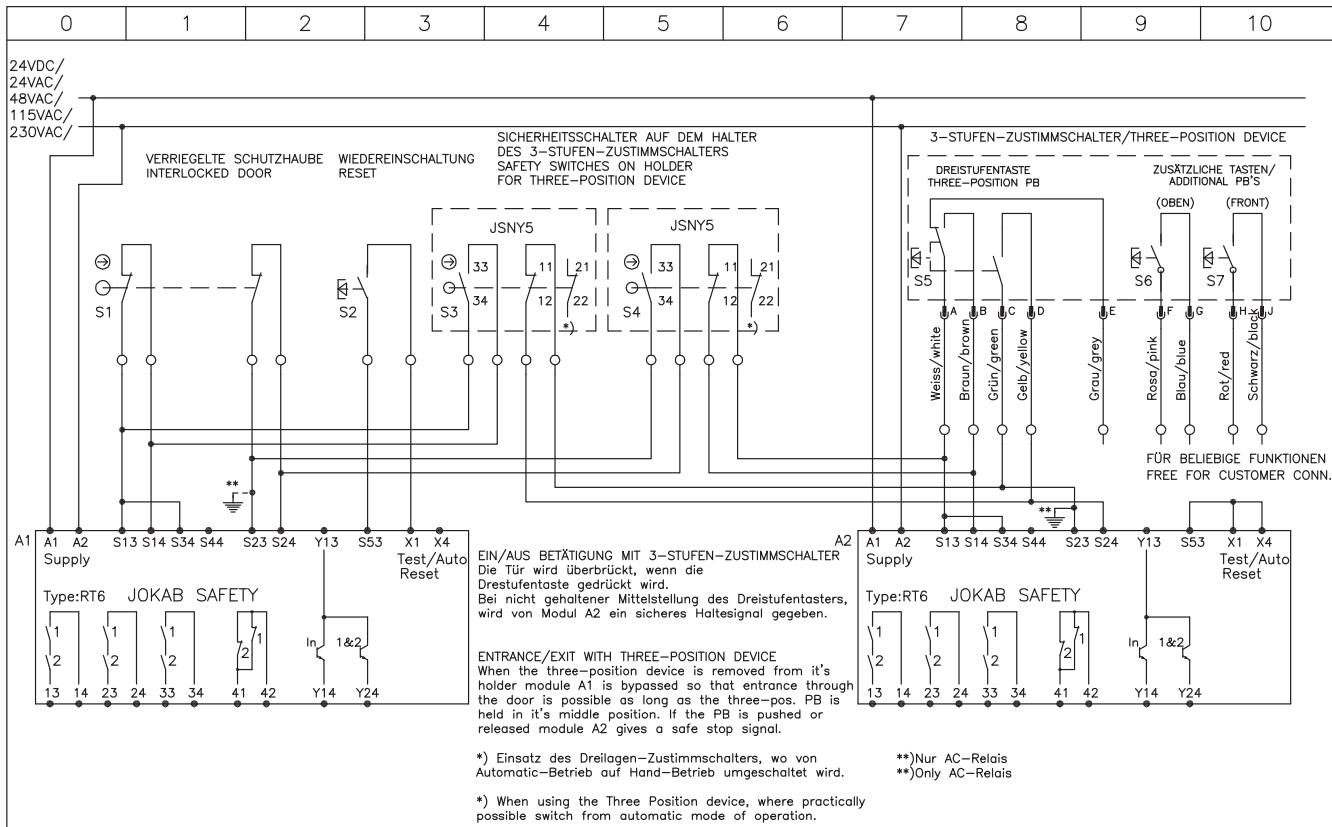 0 1 2 3 4 5 6 7 8 9 10
24VDC/
24VAC/
48VAC/
115VAC/
230VAC/
VERRIEGELTE SCHUTZHAUBE
INTERLOCKED DOOR
WIEDEREINSCHALTUNG
RESET
SICHERHEITSSCHALTER AUF DEM HALTER
DES 3-STUFEN-ZUSTIMMSCHALTERS
SAFETY SWITCHES ON HOLDER
FOR THREE-POSITION DEVICE
3-STUFEN-ZUSTIMMSCHALTER/THREE-POSITION DEVICE
DREISTUFENTASTE
THREE-POSITION PB
ZUSÄTZLICHE TASTEN/
ADDITIONAL PB'S
(OBEN) (FRONT)
JSNY5 JSNY5
33 11 21 33 11 21
34 12 22 34 12 22
S1 S2 S3 S4 S5 S6 S7
*) *)
A B C D E F G H J
Weiss/white
Braun/brown
Grün/green
Gelb/yellow
Grau/grey
Rosa/pink
Blau/blue
Rot/red
Schwarz/black
FÜR BELIEBIGE FUNKTIONEN
FREE FOR CUSTOMER CONN.
** **
A1
A1 A2 S13 S14 S34 S44 S23 S24 Y13 S53 X1 X4
Supply
Test/Auto
Reset
Type:RT6 JOKAB SAFETY
1 1 1 1 In 1&2
2 2 2 2
13 14 23 24 33 34 41 42 Y14 Y24
EIN/AUS BETÄTIGUNG MIT 3-STUFEN-ZUSTIMMSCHALTER
Die Tür wird überbrückt, wenn die
Drestufentaste gedrückt wird.
Bei nicht gehaltener Mittelstellung des Dreistufentasters,
wird von Modul A2 ein sicheres Haltesignal gegeben.
ENTRANCE/EXIT WITH THREE-POSITION DEVICE
When the three-position device is removed from it's
holder module A1 is bypassed so that entrance through
the door is possible as long as the three-pos. PB is
held in it's middle position. If the PB is pushed or
released module A2 gives a safe stop signal.
*) Einsatz des Dreilagen-Zustimmschalters, wo von
Automatic-Betrieb auf Hand-Betrieb umgeschaltet wird.
*) When using the Three Position device, where practically
possible switch from automatic mode of operation.
A2
A1 A2 S13 S14 S34 S44 S23 S24 Y13 S53 X1 X4
Supply
Test/Auto
Reset
Type:RT6 JOKAB SAFETY
1 1 1 1 In 1&2
2 2 2 2
13 14 23 24 33 34 41 42 Y14 Y24
**)Nur AC-Relais
**)Only AC-Relais